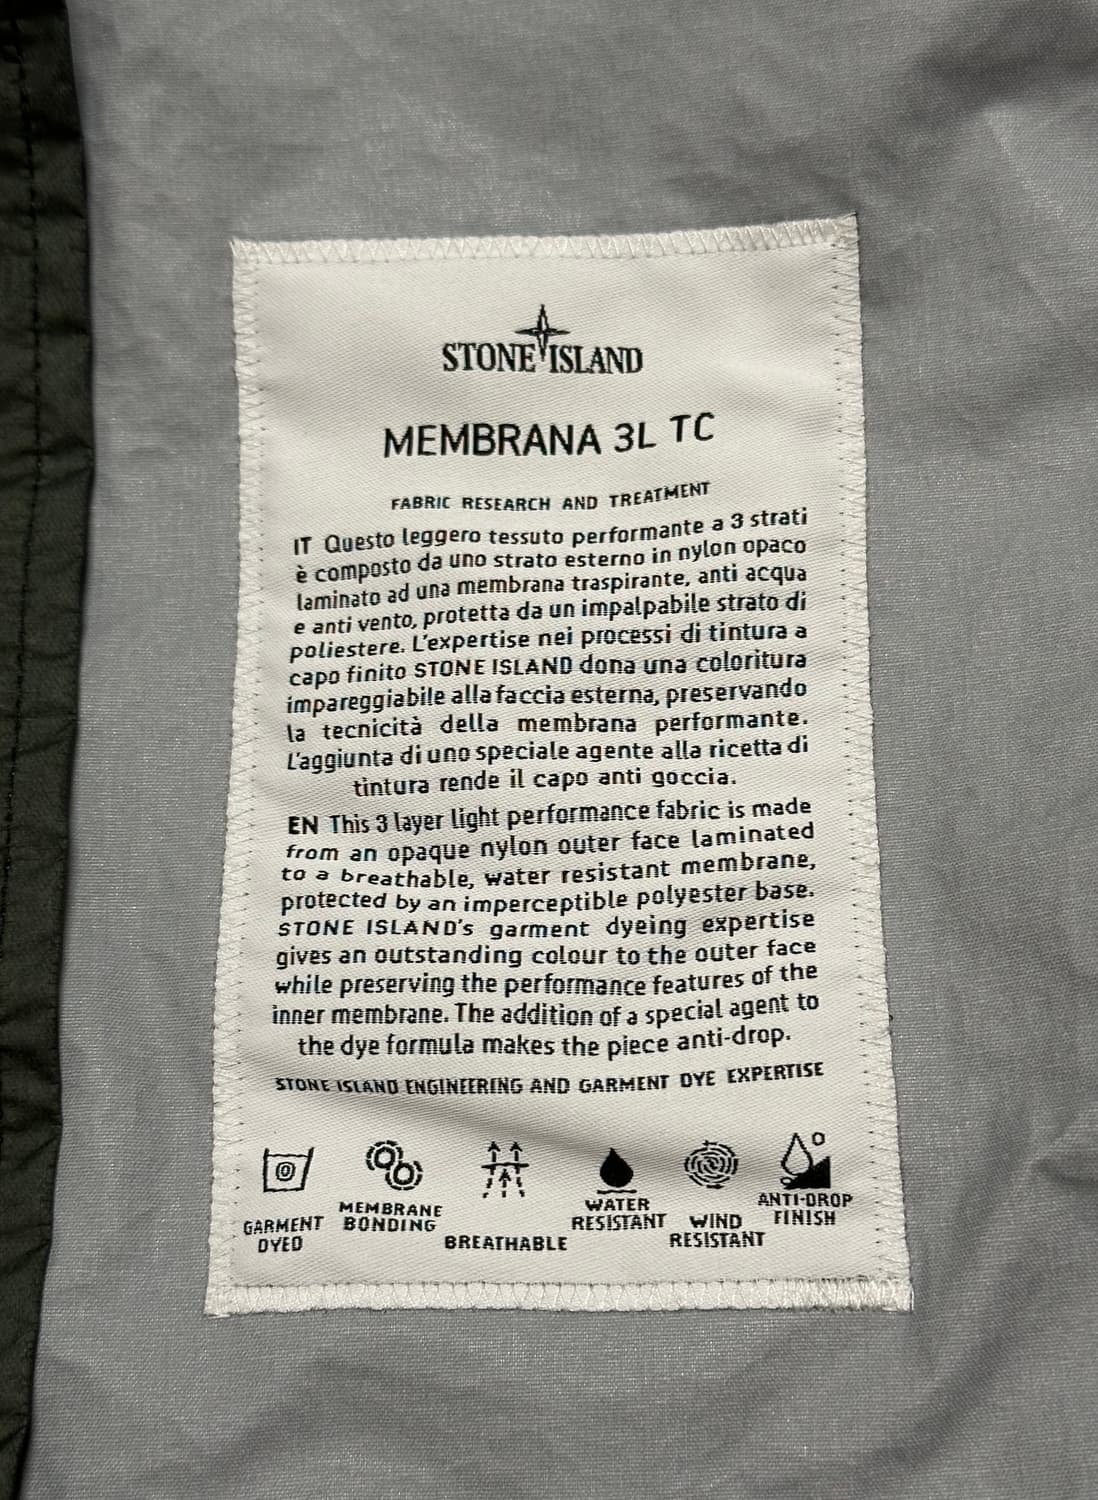 STONE ISLAND
MEMBRANA 3L TC
FABRIC RESEARCH AND TREATMENT
IT Questo leggero tessuto performante a 3 strati
è composto da uno strato esterno in nylon opaco
laminato ad una membrana traspirante, anti acqua
e anti vento, protetta da un impalpabile strato di
poliestere. L'expertise nei processi di tintura a
capo finito STONE ISLAND dona una coloritura
impareggiabile alla faccia esterna, preservando
la tecnicità della membrana performante.
L'aggiunta di uno speciale agente alla ricetta di
tintura rende il capo anti goccia.
EN This 3 layer light performance fabric is made
from an opaque nylon outer face laminated
to a breathable, water resistant membrane,
protected by an imperceptible polyester base.
STONE ISLAND's garment dyeing expertise
gives an outstanding colour to the outer face
while preserving the performance features of the
inner membrane. The addition of a special agent to
the dye formula makes the piece anti-drop.
STONE ISLAND ENGINEERING AND GARMENT DYE EXPERTISE
GARMENT
DYED
MEMBRANE
BONDING
BREATHABLE
WATER
RESISTANT
WIND
RESISTANT
ANTI-DROP
FINISH